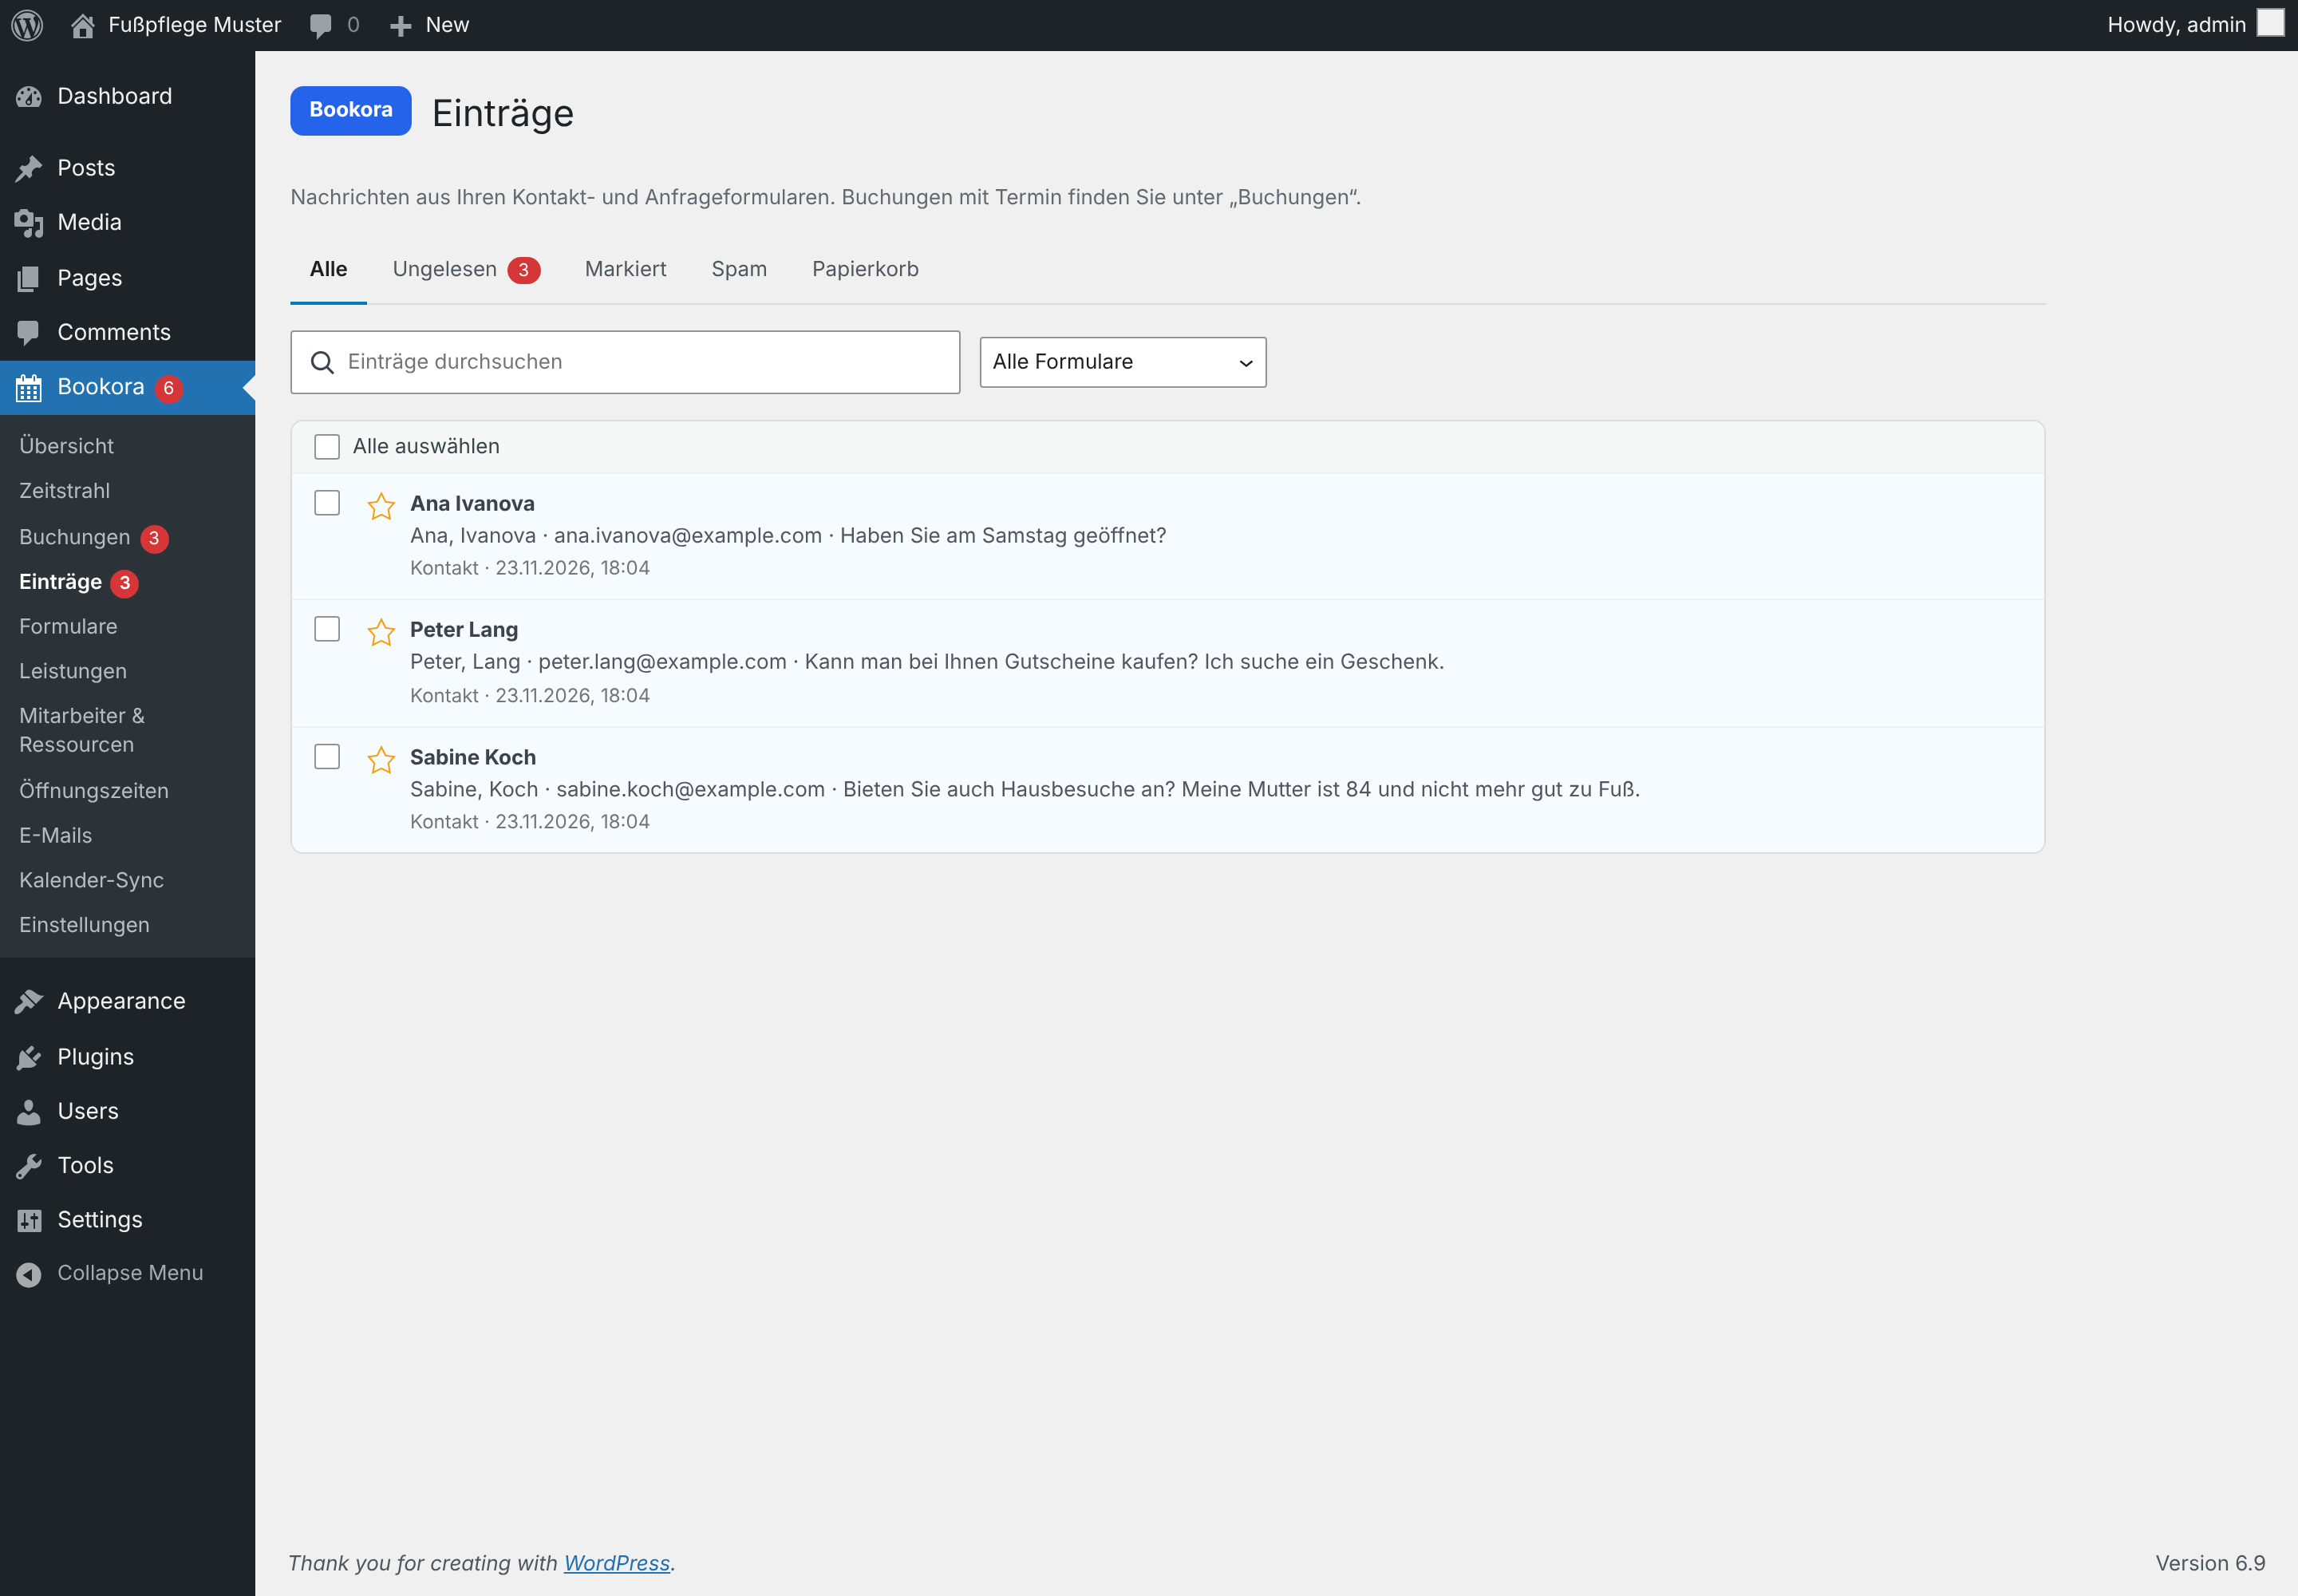 Fußpflege Muster 0 New Howdy, admin
Dashboard
Posts
Media
Pages
Comments
Bookora 6
Übersicht
Zeitstrahl
Buchungen 3
Einträge 3
Formulare
Leistungen
Mitarbeiter &
Ressourcen
Öffnungszeiten
E-Mails
Kalender-Sync
Einstellungen
Appearance
Plugins
Users
Tools
Settings
Collapse Menu
Bookora Einträge
Nachrichten aus Ihren Kontakt- und Anfrageformularen. Buchungen mit Termin finden Sie unter „Buchungen“.
Alle Ungelesen 3 Markiert Spam Papierkorb
Einträge durchsuchen Alle Formulare
Alle auswählen
Ana Ivanova
Ana, Ivanova · ana.ivanova@example.com · Haben Sie am Samstag geöffnet?
Kontakt · 23.11.2026, 18:04
Peter Lang
Peter, Lang · peter.lang@example.com · Kann man bei Ihnen Gutscheine kaufen? Ich suche ein Geschenk.
Kontakt · 23.11.2026, 18:04
Sabine Koch
Sabine, Koch · sabine.koch@example.com · Bieten Sie auch Hausbesuche an? Meine Mutter ist 84 und nicht mehr gut zu Fuß.
Kontakt · 23.11.2026, 18:04
Thank you for creating with WordPress. Version 6.9